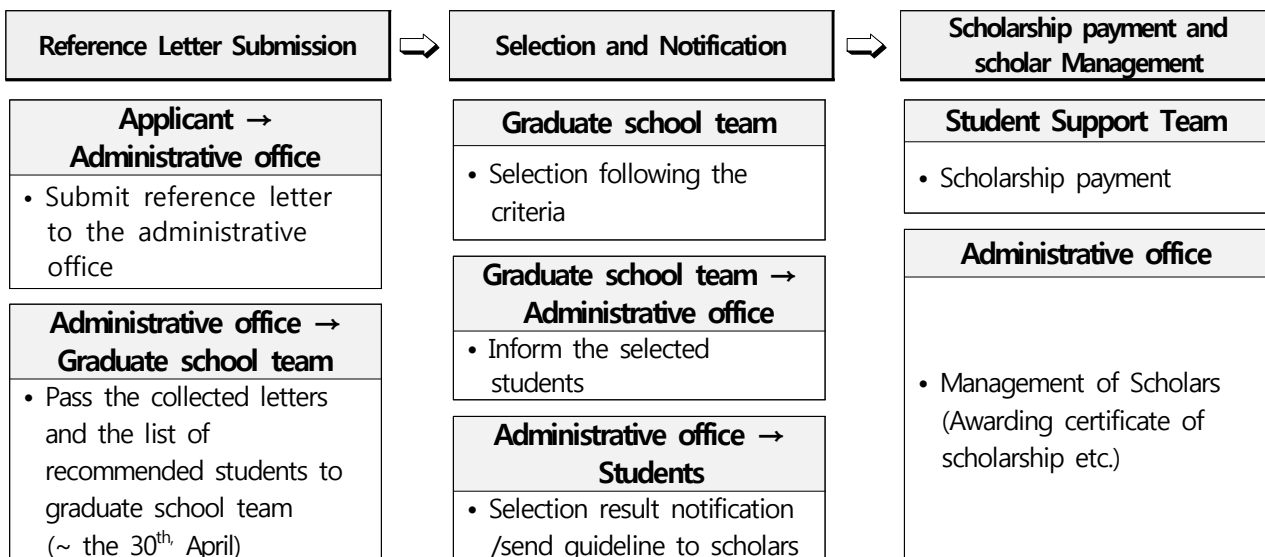 Reference Letter Submission
⇨
Selection and Notification
⇨
Scholarship payment and
scholar Management
Applicant →
Administrative office
• Submit reference letter
to the administrative
office
Administrative office →
Graduate school team
• Pass the collected letters
and the list of
recommended students to
graduate school team
(~ the 30th, April)
Graduate school team
• Selection following the
criteria
Graduate school team →
Administrative office
• Inform the selected
students
Administrative office →
Students
• Selection result notification
/send guideline to scholars
Student Support Team
• Scholarship payment
Administrative office
• Management of Scholars
(Awarding certificate of
scholarship etc.)